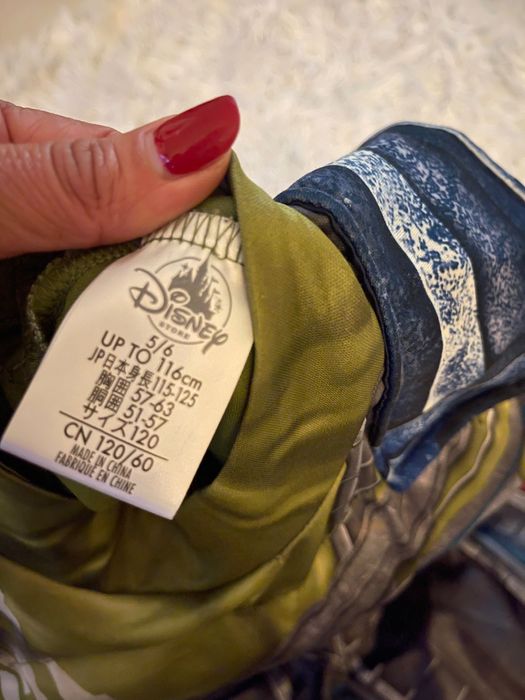 Disney
STORE
5/6
UP TO 116cm
JP日本身長115-125
胸囲 57-63
胴囲 51-57
サイズ120
CN 120/60
MADE IN CHINA
FABRIQUE EN CHINE